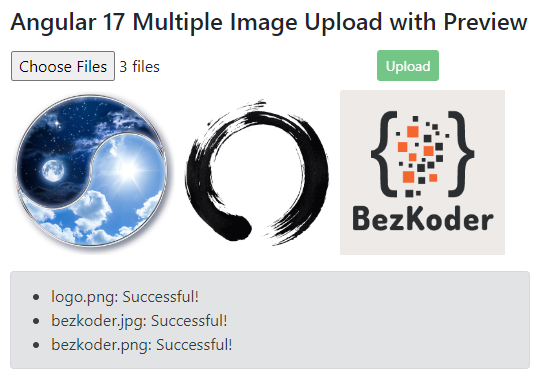 Angular 17 Multiple Image Upload with Preview
Choose Files 3 files Upload
BezKoder
logo.png: Successful!
bezkoder.jpg: Successful!
bezkoder.png: Successful!